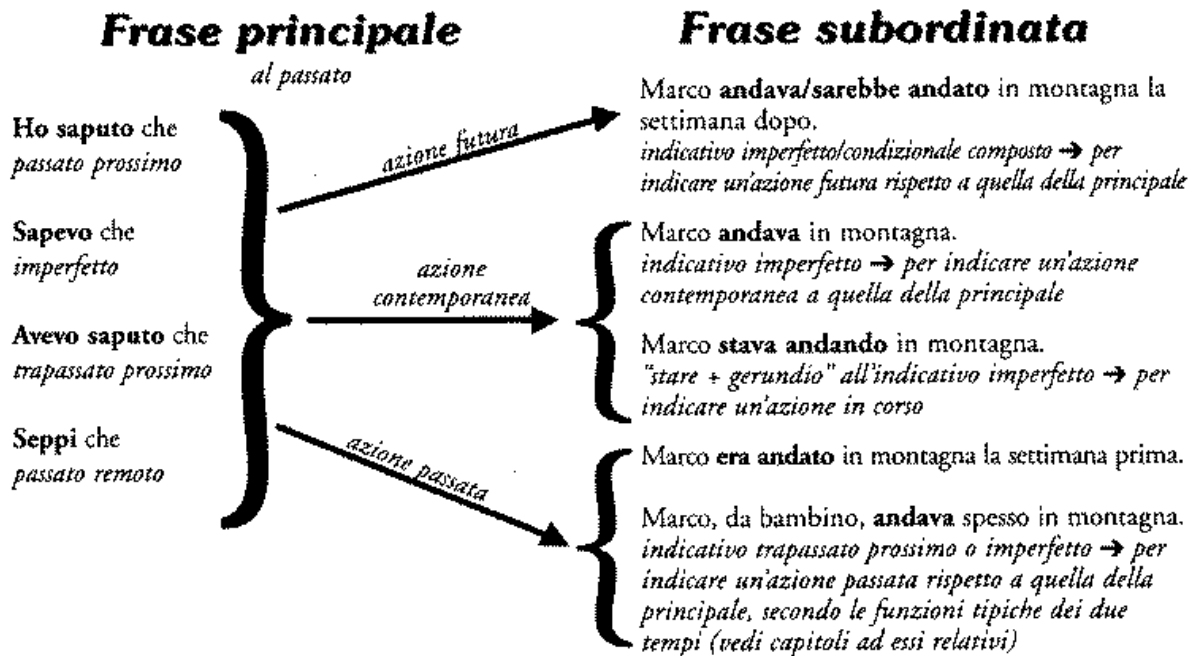 Frase principale
al passato
Ho saputo che
passato prossimo
Sapevo che
imperfetto
Avevo saputo che
trapassato prossimo
Seppi che
passato remoto
azione futura
azione
contemporanea
azione passata
Frase subordinata
Marco andava/sarebbe andato in montagna la
settimana dopo.
indicativo imperfetto/condizionale composto → per
indicare un'azione futura rispetto a quella della principale
Marco andava in montagna.
indicativo imperfetto → per indicare un'azione
contemporanea a quella della principale
Marco stava andando in montagna.
"stare + gerundio" all'indicativo imperfetto → per
indicare un'azione in corso
Marco era andato in montagna la settimana prima.
Marco, da bambino, andava spesso in montagna.
indicativo trapassato prossimo o imperfetto → per
indicare un'azione passata rispetto a quella della
principale, secondo le funzioni tipiche dei due
tempi (vedi capitoli ad essi relativi)